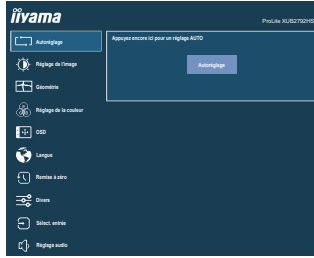 iiyama
ProLite XUB2792HS
Autoréglage
Appuyez encore ici pour un réglage AUTO
Autoréglage
Réglage de l'image
Géométrie
Réglage de la couleur
OSD
Langue
Remise à zéro
Divers
Sélect. entrée
Réglage audio